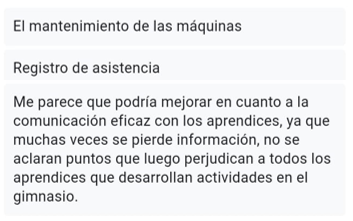 El mantenimiento de las máquinas
Registro de asistencia
Me parece que podría mejorar en cuanto a la
comunicación eficaz con los aprendices, ya que
muchas veces se pierde información, no se
aclaran puntos que luego perjudican a todos los
aprendices que desarrollan actividades en el
gimnasio.